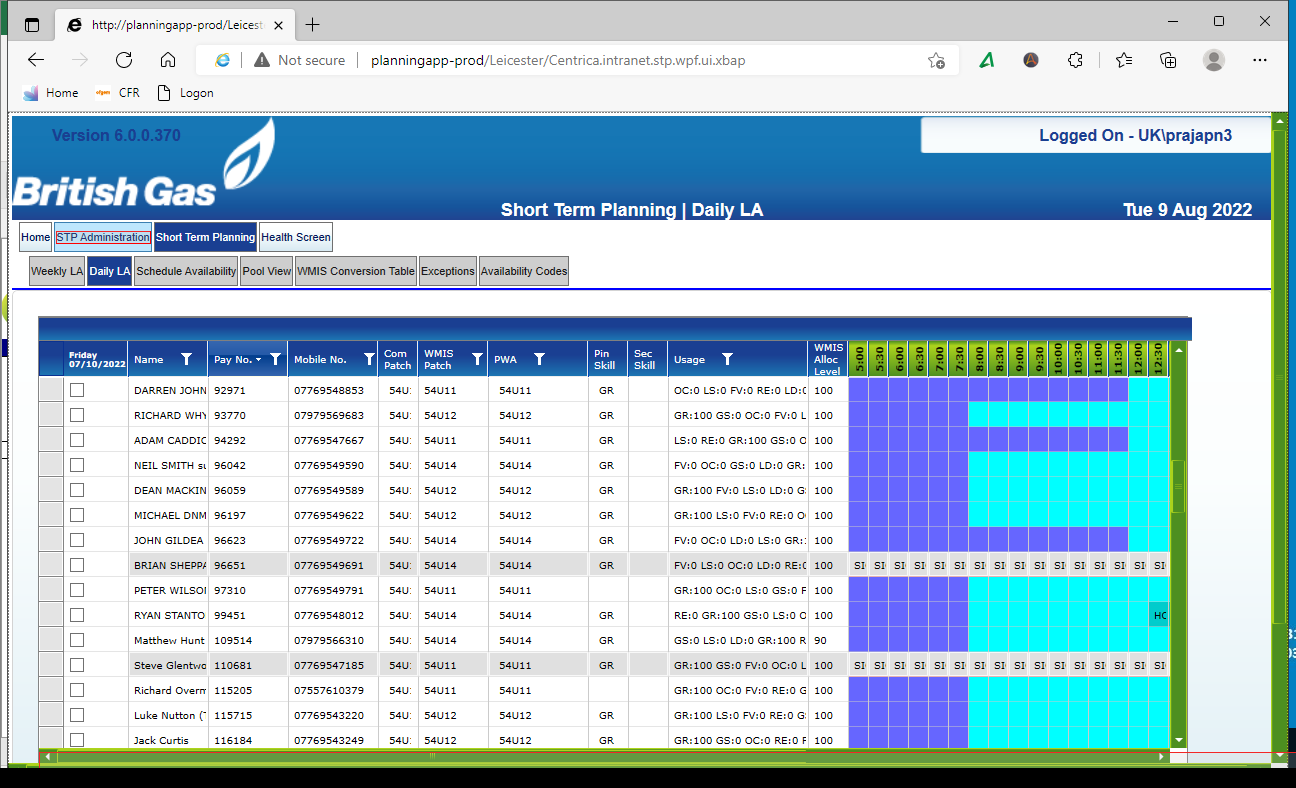 http://planningapp-prod/Leicest
Not secure planningapp-prod/Leicester/Centrica.intranet.stp.wpf.ui.xbap
Home ofgem CFR Logon
Version 6.0.0.370
Logged On - UK\prajapn3
British Gas
Short Term Planning | Daily LA
Tue 9 Aug 2022
Home STP Administration Short Term Planning Health Screen
Weekly LA Daily LA Schedule Availability Pool View WMIS Conversion Table Exceptions Availability Codes
Friday 07/10/2022 Name Pay No. Mobile No. Com Patch WMIS Patch PWA Pin Skill Sec Skill Usage WMIS Alloc Level 5:00 5:30 6:00 6:30 7:00 7:30 8:00 8:30 9:00 9:30 10:00 10:30 11:00 11:30 12:00 12:30
DARREN JOHN 92971 07769548853 54U 54U11 54U11 GR OC:0 LS:0 FV:0 RE:0 LD:0 100
RICHARD WHY 93770 07979569683 54U 54U12 54U12 GR GR:100 GS:0 OC:0 FV:0 L 100
ADAM CADDIC 94292 07769547667 54U 54U11 54U11 GR LS:0 RE:0 GR:100 GS:0 O 100
NEIL SMITH su 96042 07769549590 54U 54U14 54U14 GR FV:0 OC:0 GS:0 LD:0 GR: 100
DEAN MACKIN 96059 07769549589 54U 54U12 54U12 GR GR:100 FV:0 LS:0 LD:0 G 100
MICHAEL DNM 96197 07769549622 54U 54U12 54U12 GR GR:100 LS:0 FV:0 RE:0 O 100
JOHN GILDEA 96623 07769549722 54U 54U14 54U14 GR FV:0 OC:0 LD:0 LS:0 GR: 100
BRIAN SHEPPA 96651 07769549691 54U 54U14 54U14 GR FV:0 LS:0 OC:0 LD:0 RE:0 100 SI SI SI SI SI SI SI SI SI SI SI SI SI SI SI SI
PETER WILSO 97310 07769549791 54U 54U11 54U11 GR:100 OC:0 LS:0 GS:0 F 100
RYAN STANTO 99451 07769548012 54U 54U14 54U14 GR RE:0 GR:100 GS:0 LS:0 O 100 HO
Matthew Hunt 109514 07979566310 54U 54U14 54U14 GR GS:0 LS:0 LD:0 GR:100 R 90
Steve Glentwo 110681 07769547185 54U 54U11 54U11 GR GR:100 GS:0 FV:0 OC:0 L 100 SI SI SI SI SI SI SI SI SI SI SI SI SI SI SI SI
Richard Overm 115205 07557610379 54U 54U11 54U11 GR:100 OC:0 FV:0 RE:0 G 100
Luke Nutton ( 115715 07769543220 54U 54U12 54U12 GR GR:100 LS:0 FV:0 RE:0 G 100
Jack Curtis 116184 07769543249 54U 54U12 54U12 GR GR:100 OC:0 GS:0 RE:0 F 100